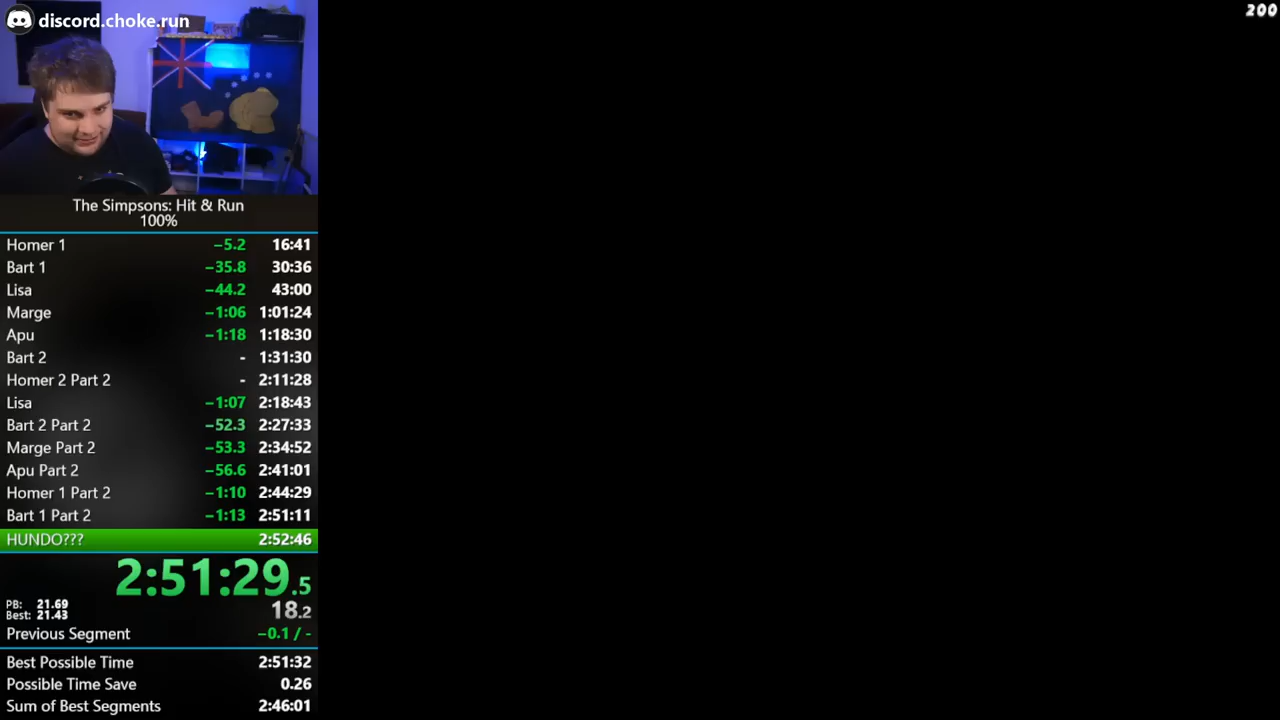 discord.choke.run
200
The Simpsons: Hit & Run
100%
Homer 1 −5.2 16:41
Bart 1 −35.8 30:36
Lisa −44.2 43:00
Marge −1:06 1:01:24
Apu −1:18 1:18:30
Bart 2 - 1:31:30
Homer 2 Part 2 - 2:11:28
Lisa −1:07 2:18:43
Bart 2 Part 2 −52.3 2:27:33
Marge Part 2 −53.3 2:34:52
Apu Part 2 −56.6 2:41:01
Homer 1 Part 2 −1:10 2:44:29
Bart 1 Part 2 −1:13 2:51:11
HUNDO??? 2:52:46
2:51:29.5
PB: 21.69 18.2
Best: 21.43
Previous Segment −0.1 / -
Best Possible Time 2:51:32
Possible Time Save 0.26
Sum of Best Segments 2:46:01